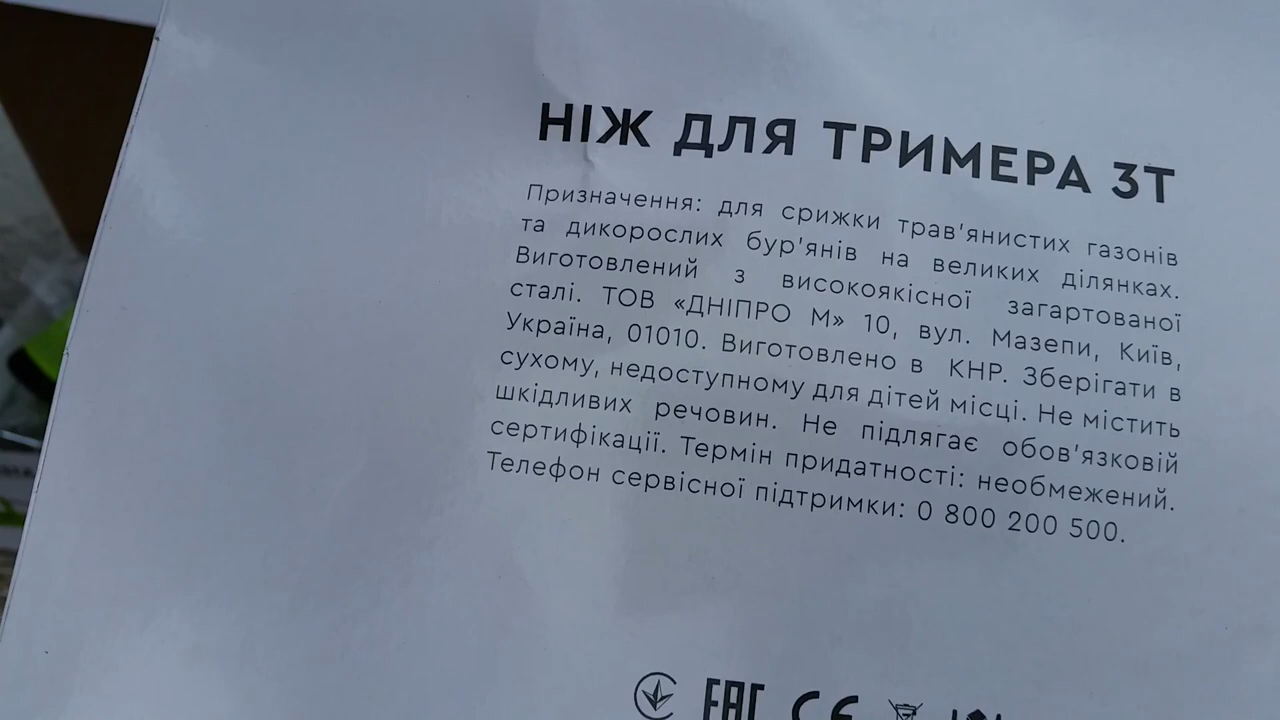 НІЖ ДЛЯ ТРИМЕРА 3Т
Призначення: для срижки трав'янистих газонів
та дикорослих бур'янів на великих ділянках.
Виготовлений з високоякісної загартованої
сталі. ТОВ «ДНІПРО М» 10, вул. Мазепи, Київ,
Україна, 01010. Виготовлено в КНР. Зберігати в
сухому, недоступному для дітей місці. Не містить
шкідливих речовин. Не підлягає обов'язковій
сертифікації. Термін придатності: необмежений.
Телефон сервісної підтримки: 0 800 200 500.
EAC CE